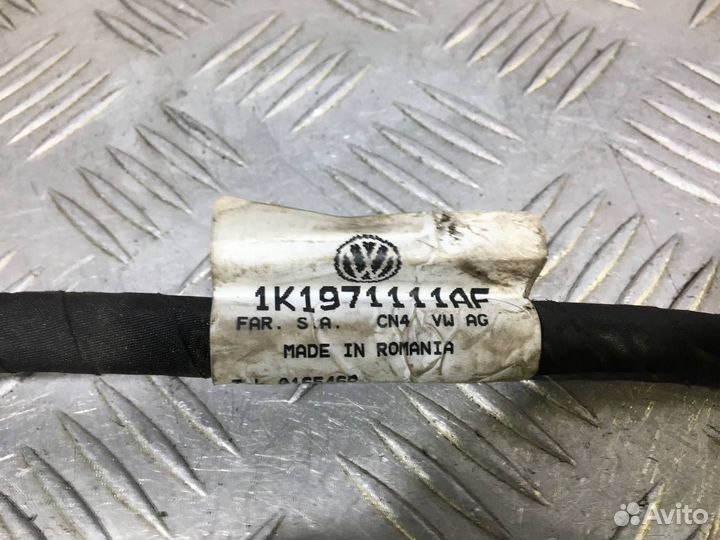 1K1971111AF
FAR. S.A. CN4 VW AG
MADE IN ROMANIA
Avito